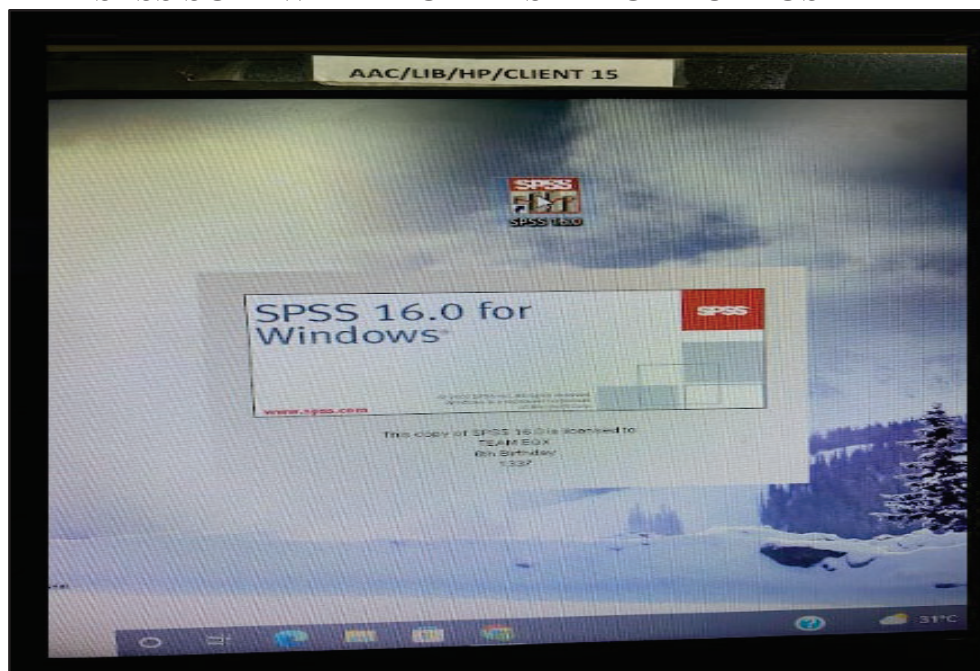 AAC/LIB/HP/CLIENT 15
SPSS
SPSS 16.0
SPSS 16.0 for
Windows
SPSS
www.spss.com
This copy of SPSS 16.0 is licensed to
TEAM EQX
6th Birthday
1337
31°C